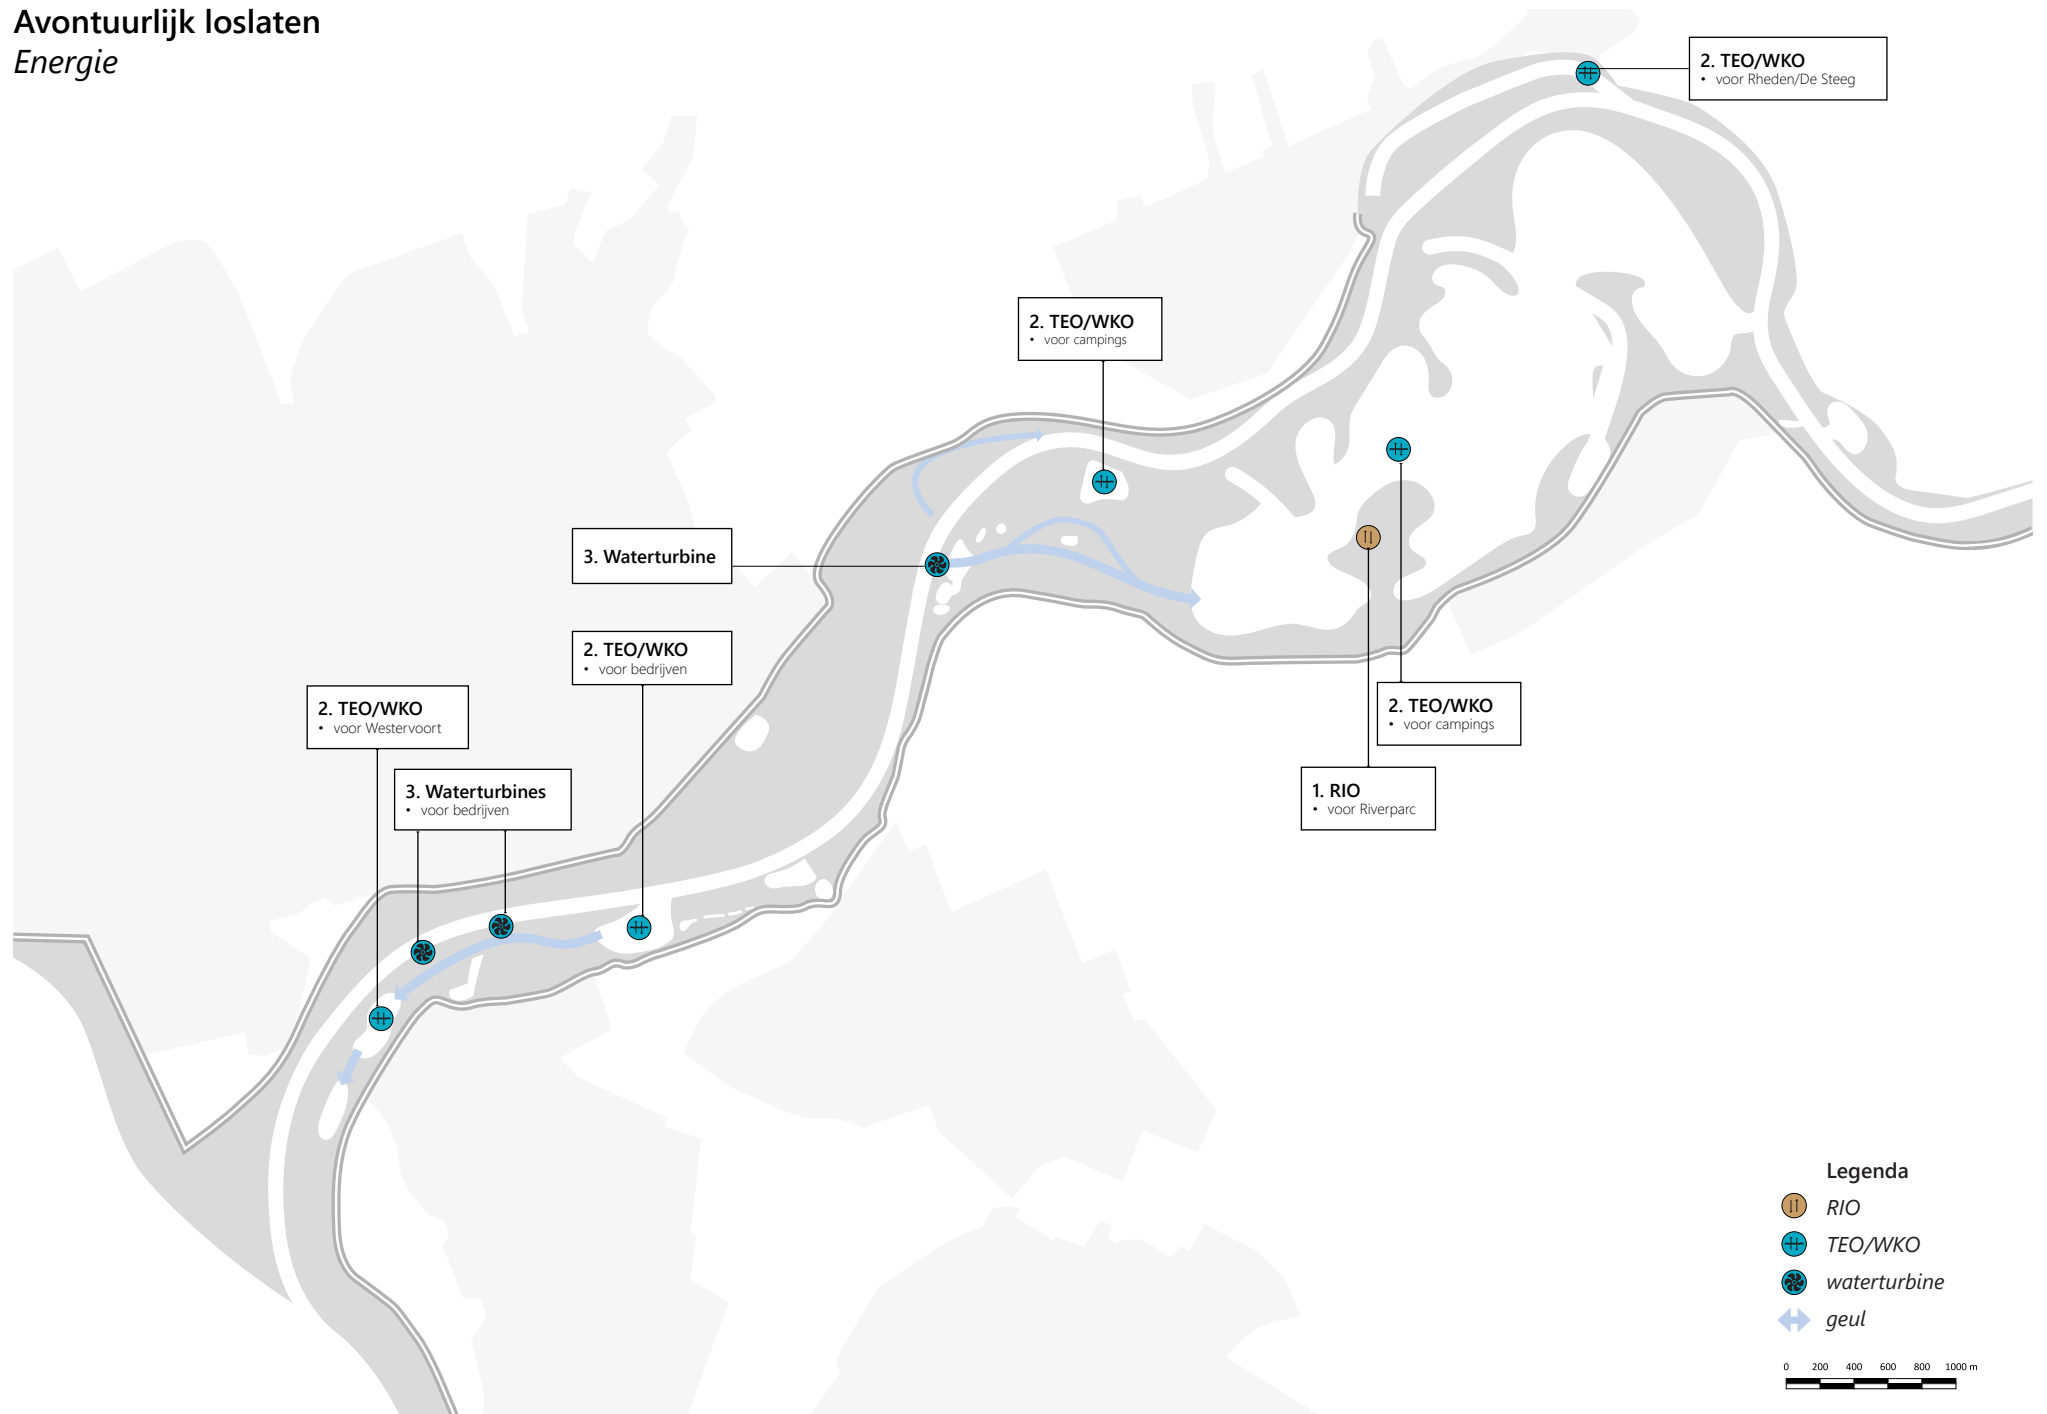 Avontuurlijk loslaten
Energie
2. TEO/WKO
• voor Rheden/De Steeg
2. TEO/WKO
• voor campings
3. Waterturbine
2. TEO/WKO
• voor bedrijven
2. TEO/WKO
• voor Westervoort
3. Waterturbines
• voor bedrijven
2. TEO/WKO
• voor campings
1. RIO
• voor Riverparc
Legenda
RIO
TEO/WKO
waterturbine
geul
0 200 400 600 800 1000 m